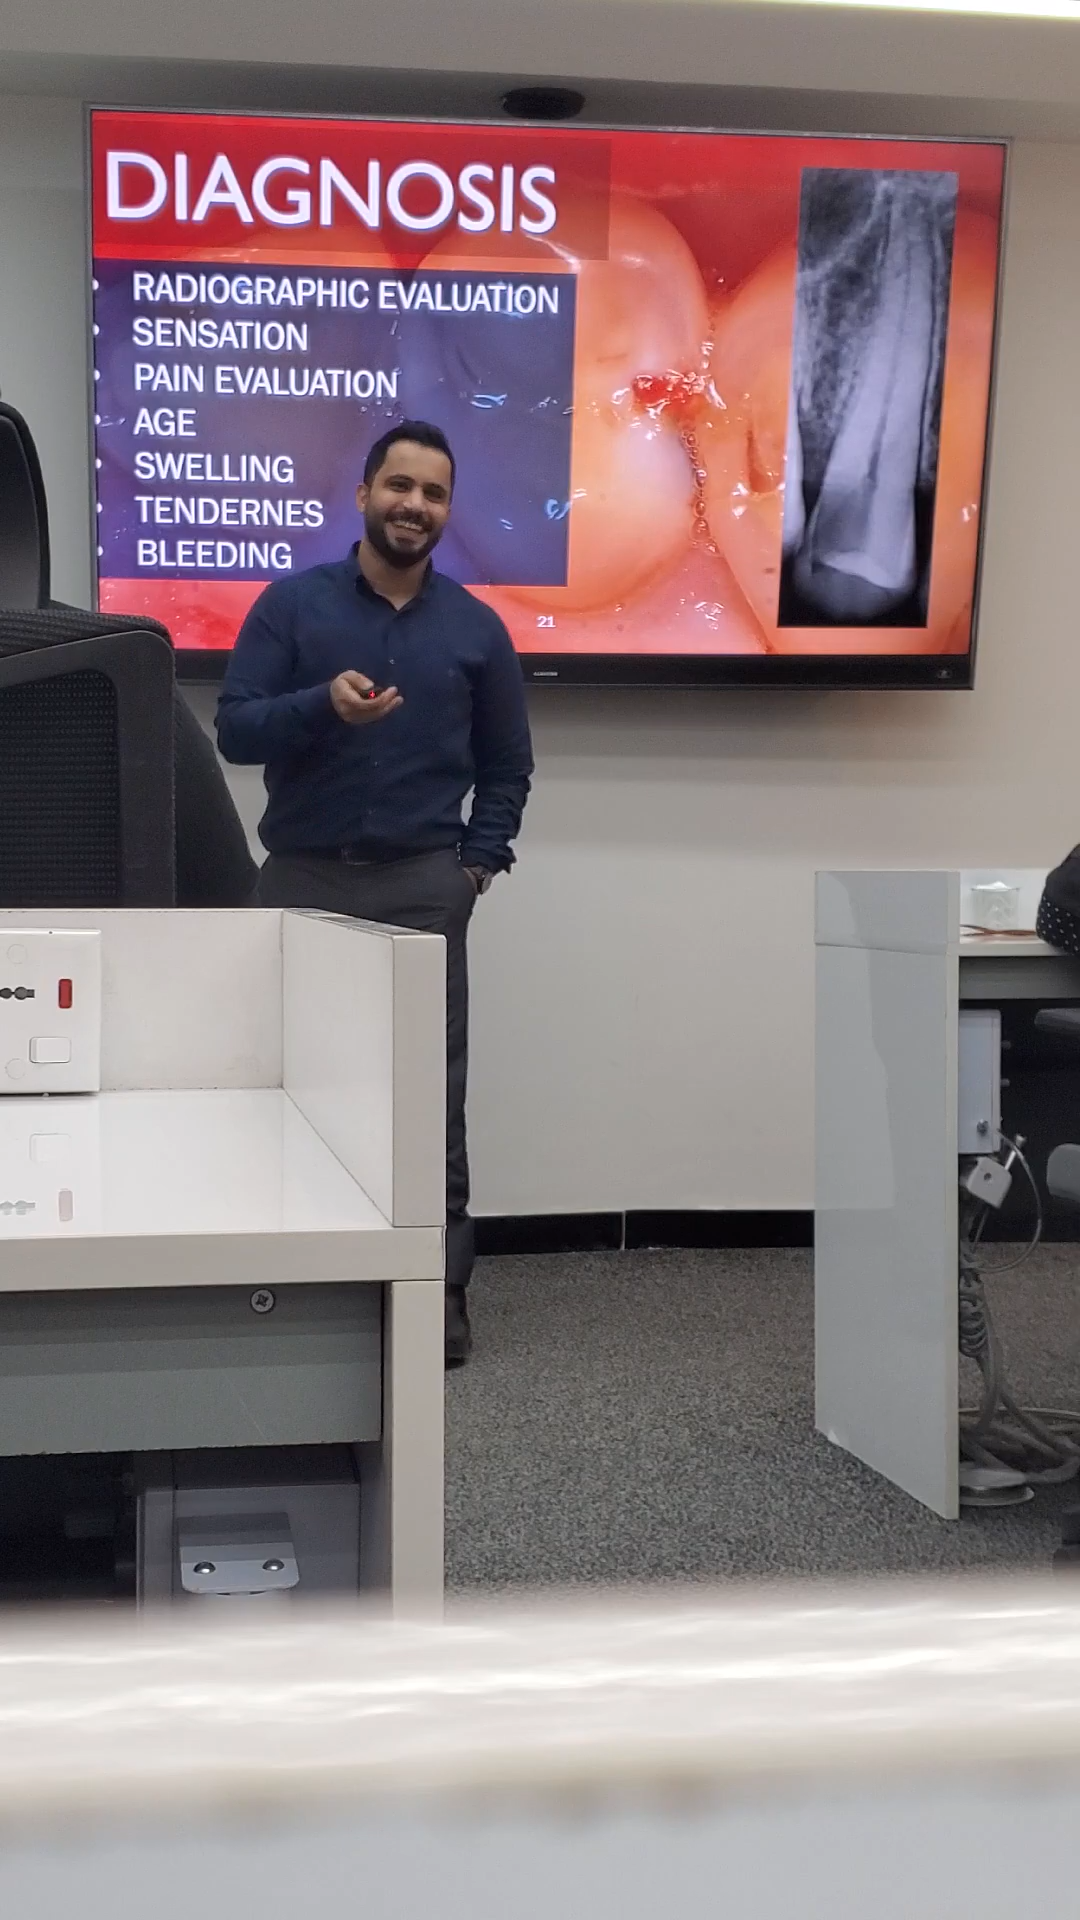 DIAGNOSIS
• RADIOGRAPHIC EVALUATION
• SENSATION
• PAIN EVALUATION
• AGE
• SWELLING
• TENDERNES
• BLEEDING
21